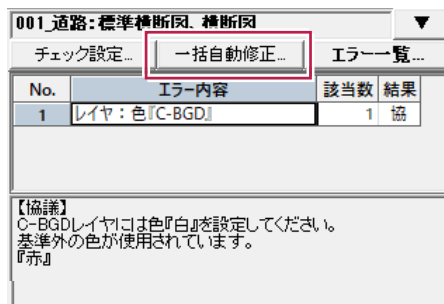 001_道路：標準横断図、横断図 ▼
チェック設定... 一括自動修正... エラー一覧...
No. エラー内容 該当数 結果
1 レイヤ：色『C-BGD』 1 協
【協議】
C-BGDレイヤには色『白』を設定してください。
基準外の色が使用されています。
『赤』